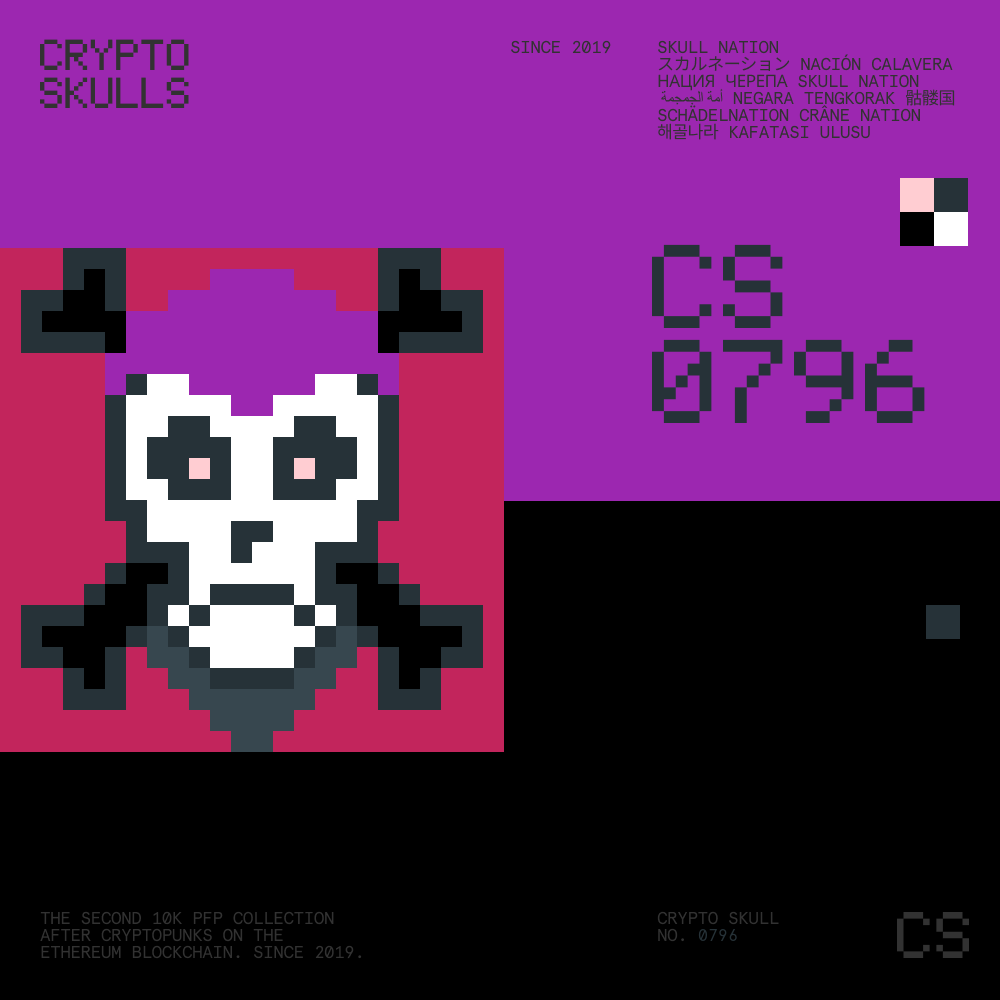 CRYPTO
SKULLS
SINCE 2019
SKULL NATION
スカルネーション NACIÓN CALAVERA
НАЦИЯ ЧЕРЕПА SKULL NATION
أمة الجمجمة NEGARA TENGKORAK 骷髅国
SCHÄDELNATION CRÂNE NATION
해골나라 KAFATASI ULUSU
CS
0796
THE SECOND 10K PFP COLLECTION
AFTER CRYPTOPUNKS ON THE
ETHEREUM BLOCKCHAIN. SINCE 2019.
CRYPTO SKULL
NO. 0796
CS